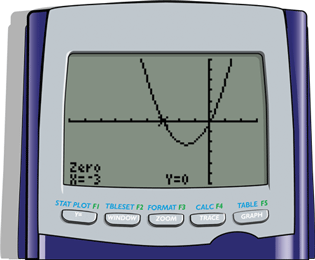 Zero
X=-3 Y=0
STAT PLOT F1 TBLSET F2 FORMAT F3 CALC F4 TABLE F5
Y= WINDOW ZOOM TRACE GRAPH